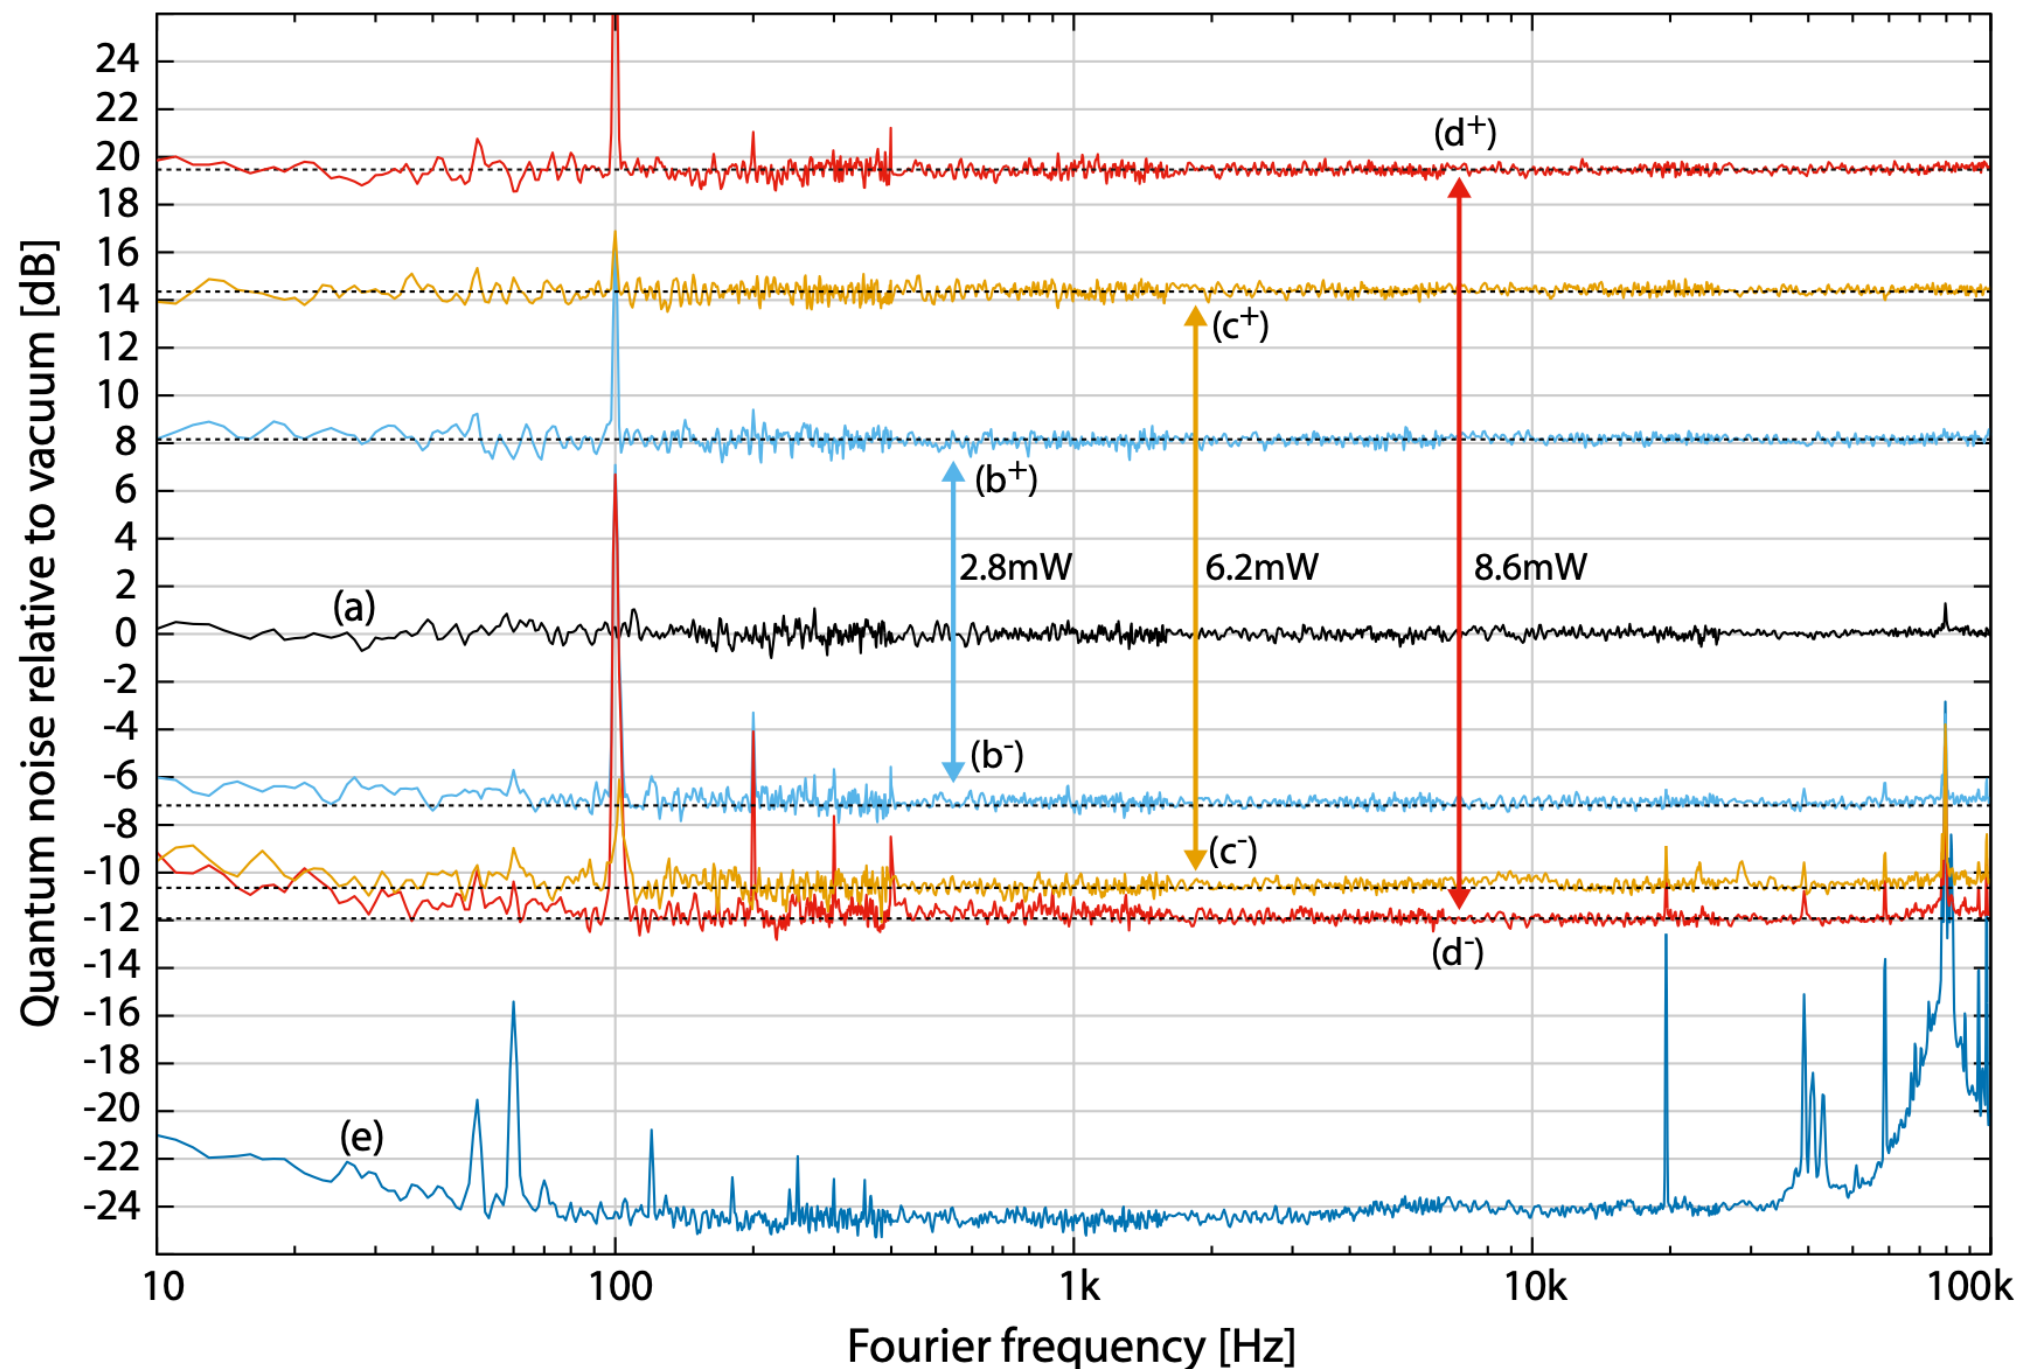 24
22
20
18
16
14
12
10
8
6
4
2
0
-2
-4
-6
-8
-10
-12
-14
-16
-18
-20
-22
-24
Quantum noise relative to vacuum [dB]
(d⁺)
(c⁺)
(b⁺)
2.8mW
6.2mW
8.6mW
(a)
(b⁻)
(c⁻)
(d⁻)
(e)
10
100
1k
10k
100k
Fourier frequency [Hz]